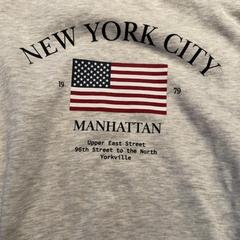 NEW YORK CITY
19 79
MANHATTAN
Upper East Street
96th Street to the North
Yorkville